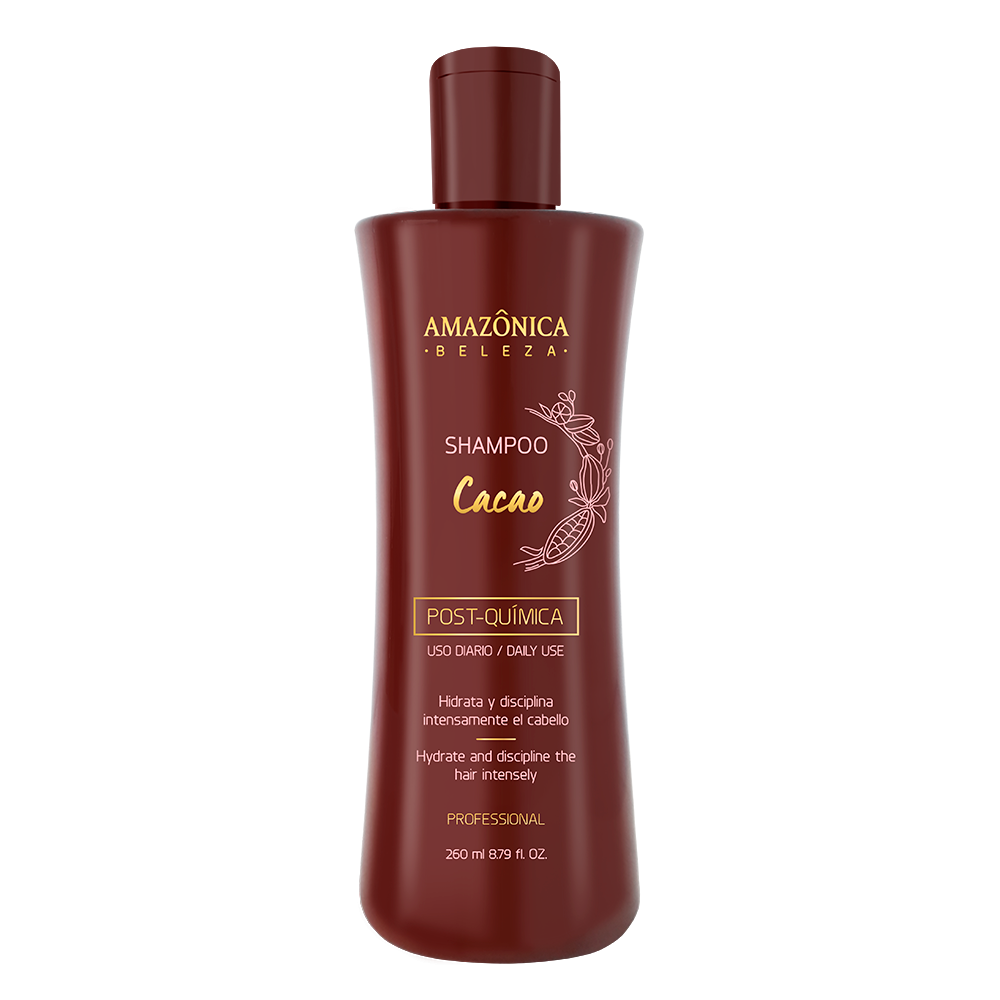 AMAZÔNICA
·BELEZA·
SHAMPOO
Cacao
POST-QUÍMICA
USO DIARIO / DAILY USE
Hidrata y disciplina
intensamente el cabello
Hydrate and discipline the
hair intensely
PROFESSIONAL
260 ml 8.79 fl. OZ.